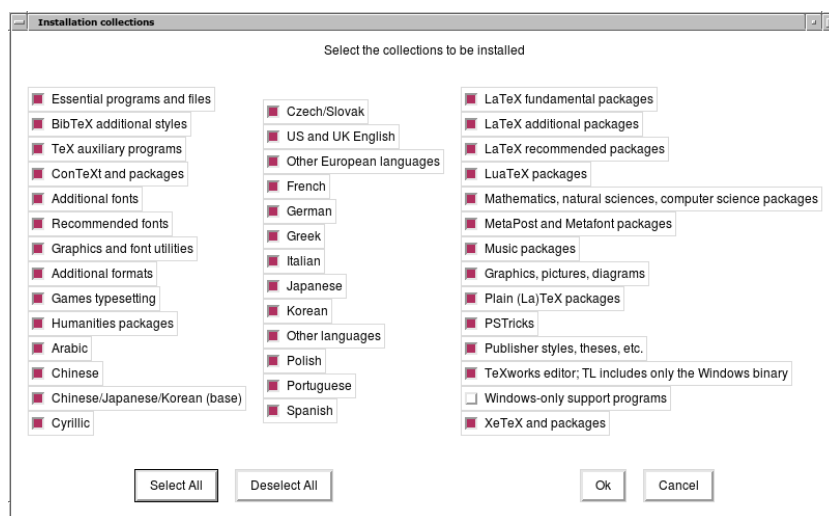 Installation collections
Select the collections to be installed
Essential programs and files
BibTeX additional styles
TeX auxiliary programs
ConTeXt and packages
Additional fonts
Recommended fonts
Graphics and font utilities
Additional formats
Games typesetting
Humanities packages
Arabic
Chinese
Chinese/Japanese/Korean (base)
Cyrillic
Czech/Slovak
US and UK English
Other European languages
French
German
Greek
Italian
Japanese
Korean
Other languages
Polish
Portuguese
Spanish
LaTeX fundamental packages
LaTeX additional packages
LaTeX recommended packages
LuaTeX packages
Mathematics, natural sciences, computer science packages
MetaPost and Metafont packages
Music packages
Graphics, pictures, diagrams
Plain (La)TeX packages
PSTricks
Publisher styles, theses, etc.
TeXworks editor; TL includes only the Windows binary
Windows-only support programs
XeTeX and packages
Select All
Deselect All
Ok
Cancel